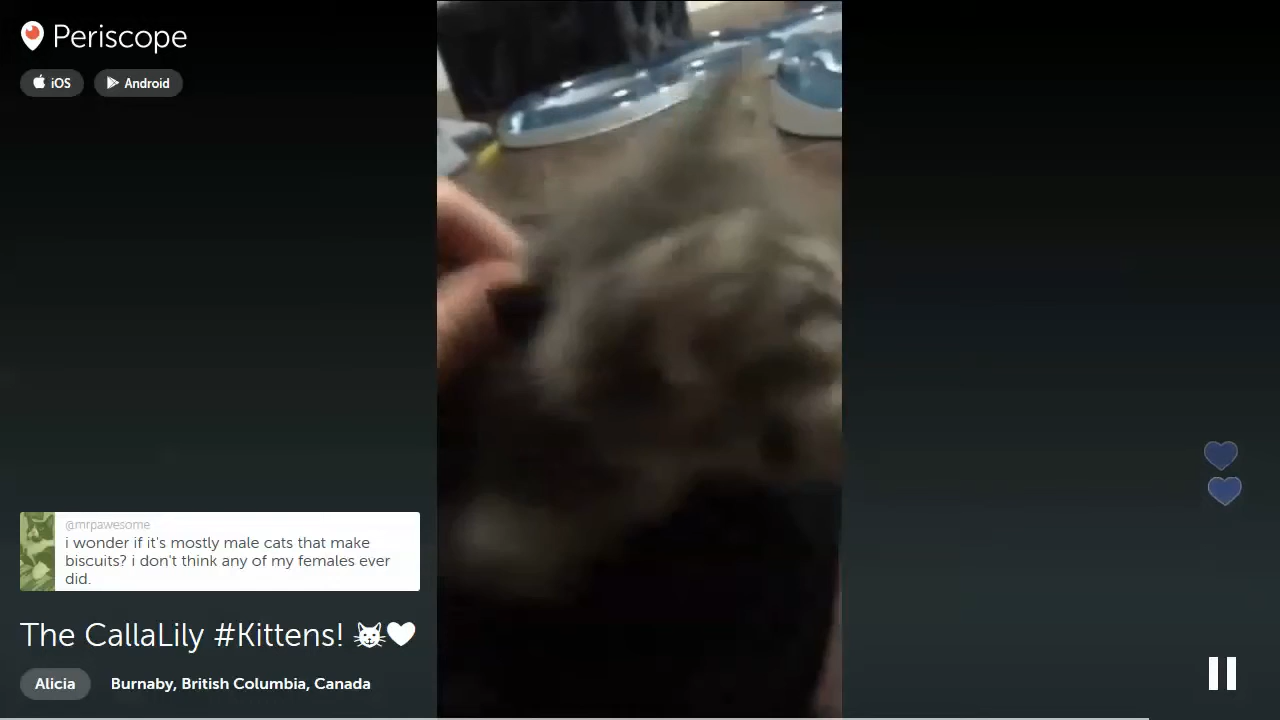 Periscope
iOS
Android
@mrpawesome
i wonder if it's mostly male cats that make
biscuits? i don't think any of my females ever
did.
The CallaLily #Kittens! 🐱🤍
Alicia
Burnaby, British Columbia, Canada